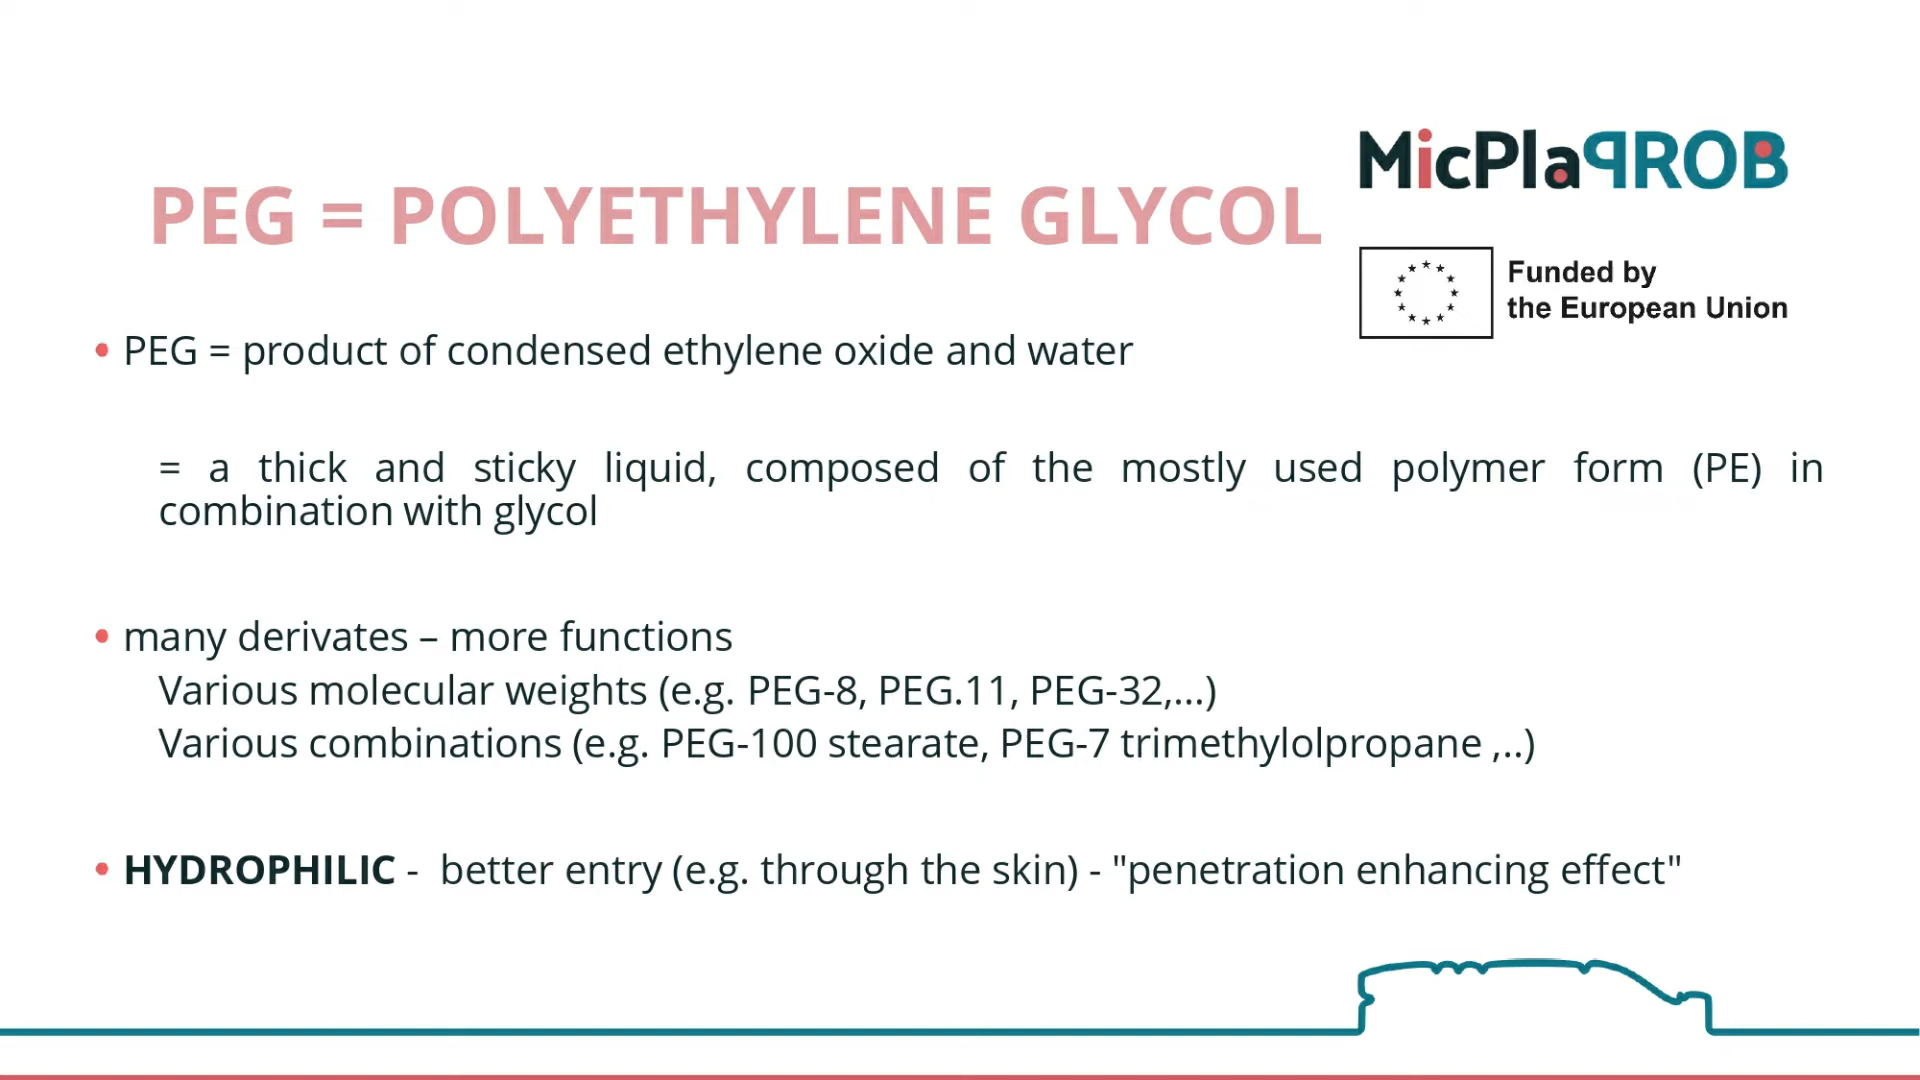 MicPlaPROB
PEG = POLYETHYLENE GLYCOL
Funded by
the European Union
• PEG = product of condensed ethylene oxide and water
= a thick and sticky liquid, composed of the mostly used polymer form (PE) in
combination with glycol
• many derivates – more functions
Various molecular weights (e.g. PEG-8, PEG.11, PEG-32,...)
Various combinations (e.g. PEG-100 stearate, PEG-7 trimethylolpropane ,..)
• HYDROPHILIC -  better entry (e.g. through the skin) - "penetration enhancing effect"